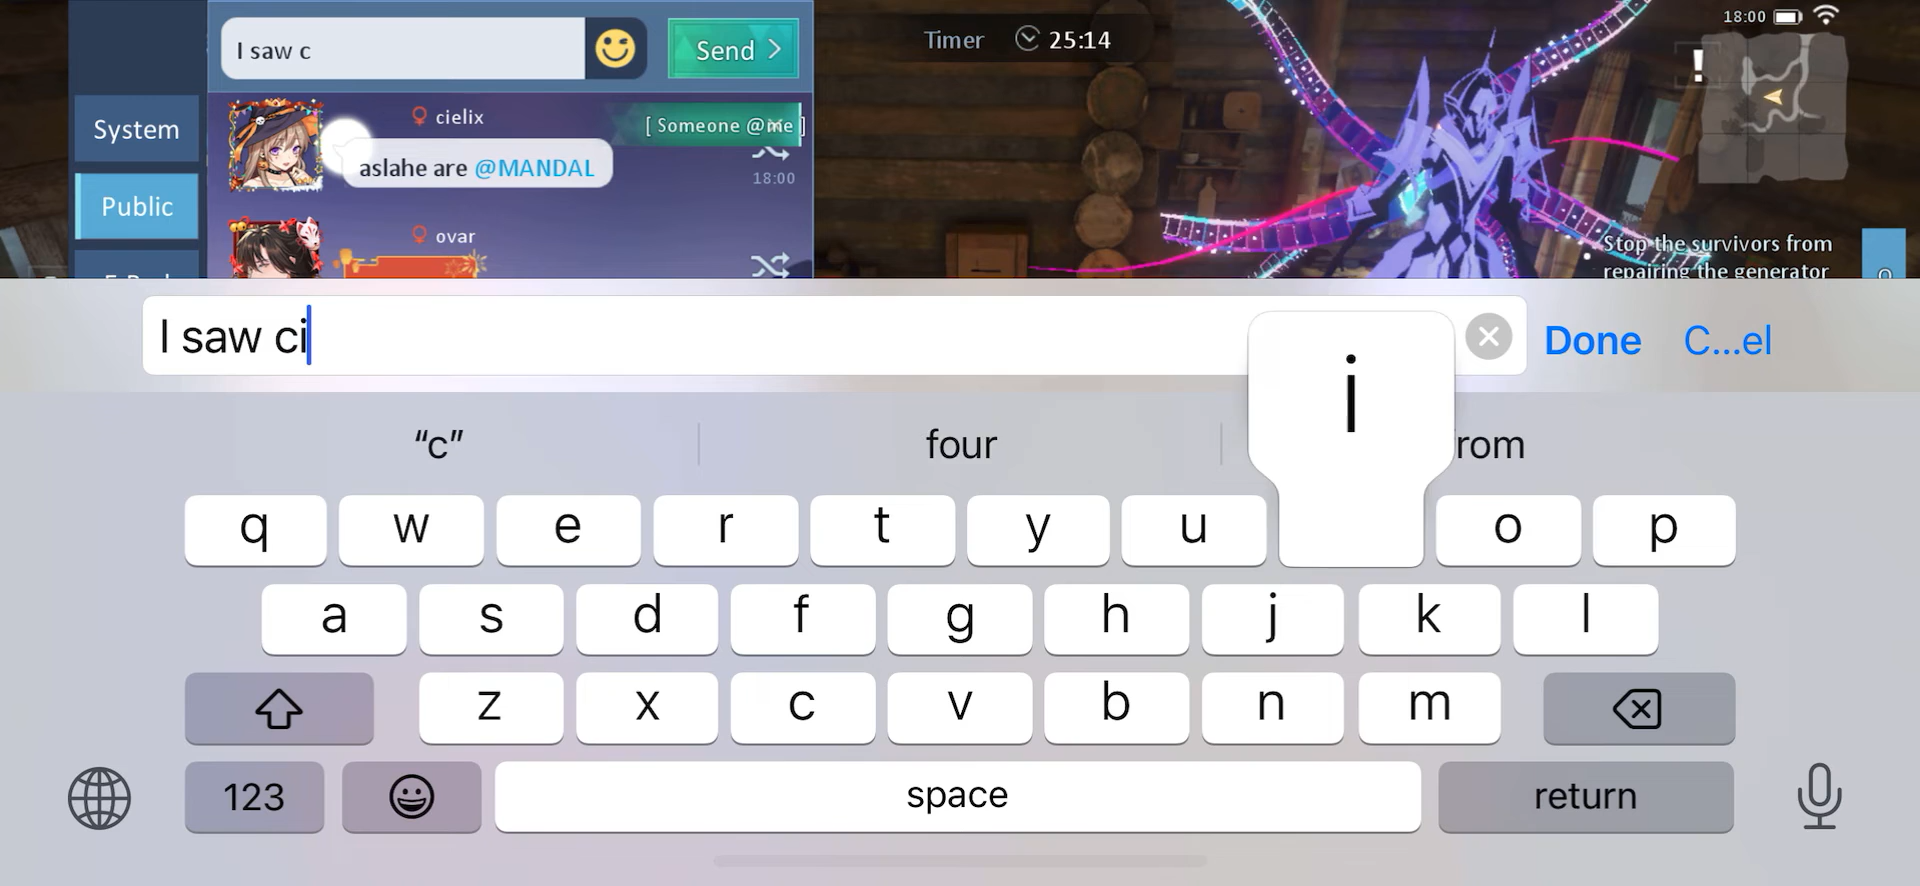 I saw c
Send >
Timer 25:14
18:00
System
Public
cielix
[ Someone @me ]
aslahe are @MANDAL
18:00
ovar
Stop the survivors from
repairing the generator
I saw ci
Done
C...el
i
“c”
four
rom
q w e r t y u o p
a s d f g h j k l
z x c v b n m
123
space
return